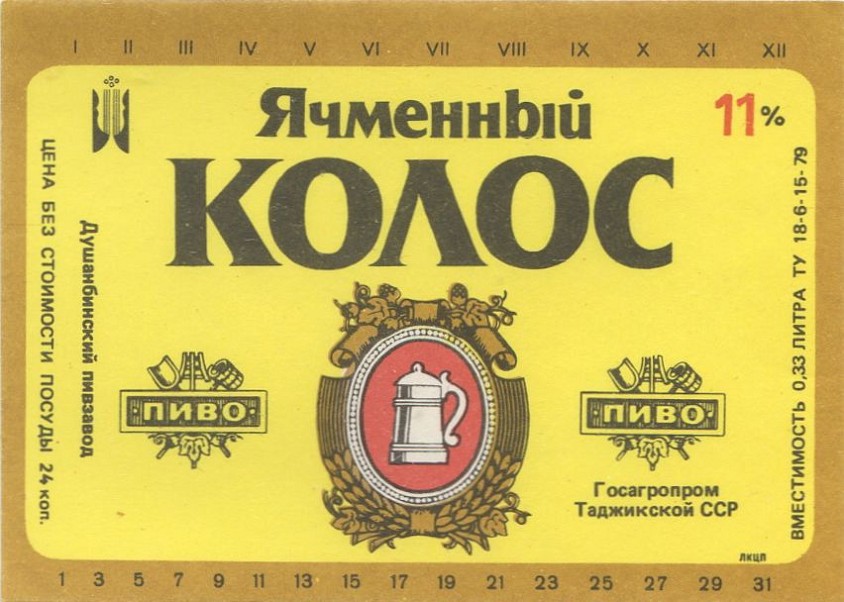 I II III IV V VI VII VIII IX X XI XII
Ячменный
КОЛОС
11%
ЦЕНА БЕЗ СТОИМОСТИ ПОСУДЫ 24 коп.
Душанбинский пивзавод
ПИВО
ПИВО
Госагропром
Таджикской ССР
ВМЕСТИМОСТЬ 0,33 ЛИТРА ТУ 18-6-15-79
ЛКЦП
1 3 5 7 9 11 13 15 17 19 21 23 25 27 29 31